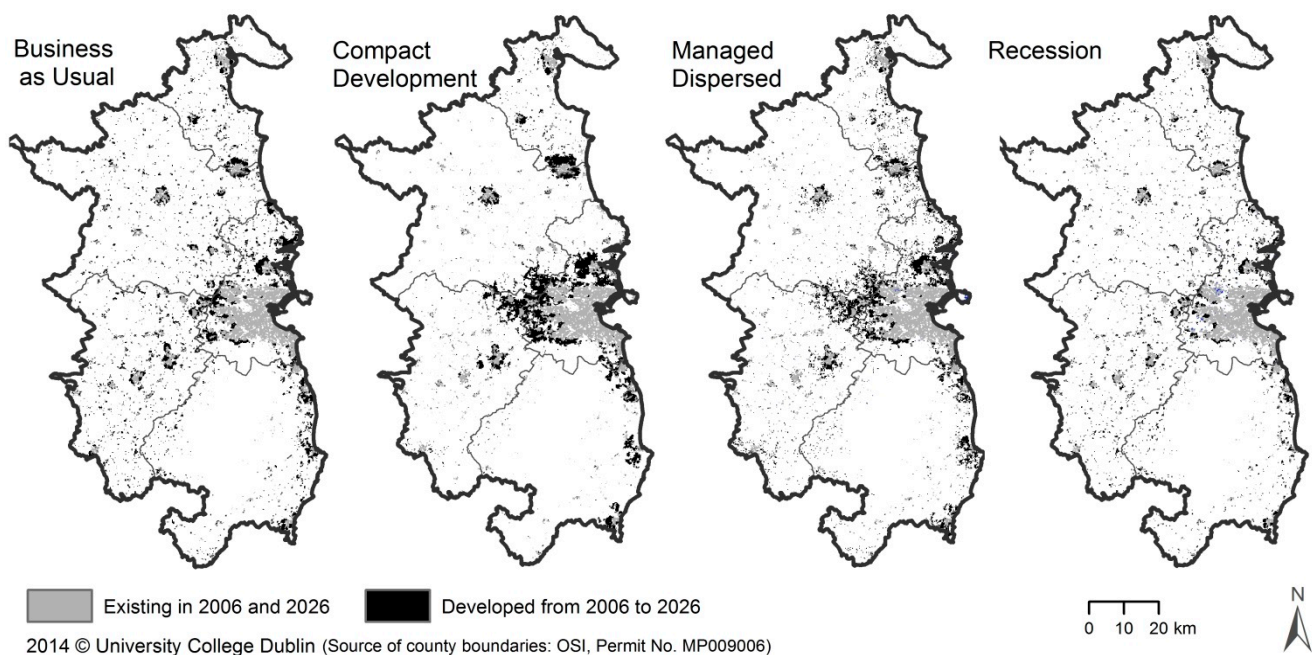 Business
as Usual
Compact
Development
Managed
Dispersed
Recession
Existing in 2006 and 2026
Developed from 2006 to 2026
0 10 20 km
N
2014 © University College Dublin (Source of county boundaries: OSI, Permit No. MP009006)